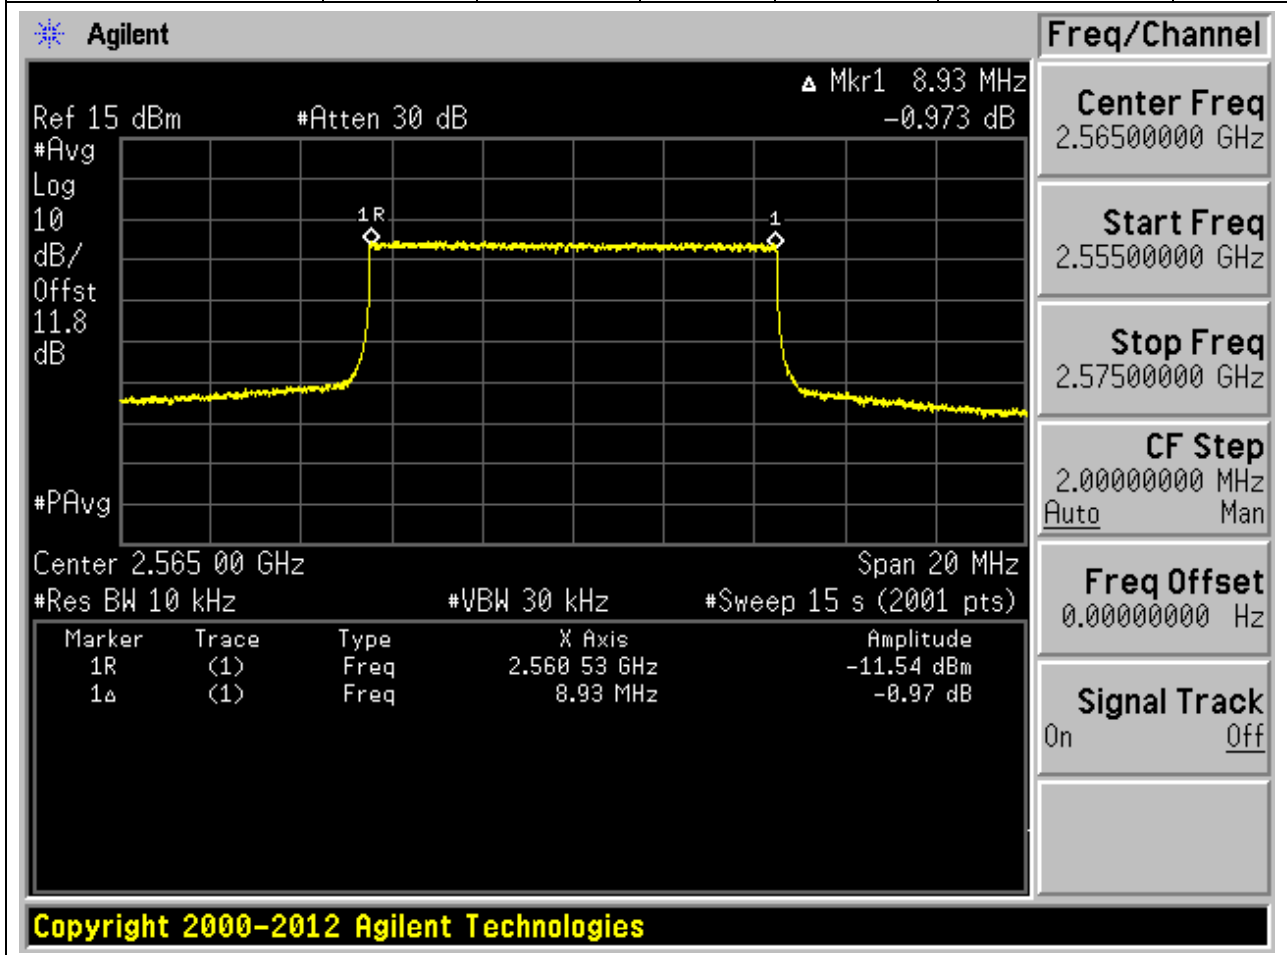 Agilent
Freq/Channel
▵ Mkr1 8.93 MHz
Ref 15 dBm #Atten 30 dB -0.973 dB
#Avg
Log
10
dB/
Offst
11.8
dB
1R
1
#PAvg
Center 2.565 00 GHz Span 20 MHz
#Res BW 10 kHz #VBW 30 kHz #Sweep 15 s (2001 pts)
Marker Trace Type X Axis Amplitude
1R (1) Freq 2.560 53 GHz -11.54 dBm
1▵ (1) Freq 8.93 MHz -0.97 dB
Center Freq
2.56500000 GHz
Start Freq
2.55500000 GHz
Stop Freq
2.57500000 GHz
CF Step
2.00000000 MHz
Auto Man
Freq Offset
0.00000000 Hz
Signal Track
On Off
Copyright 2000-2012 Agilent Technologies